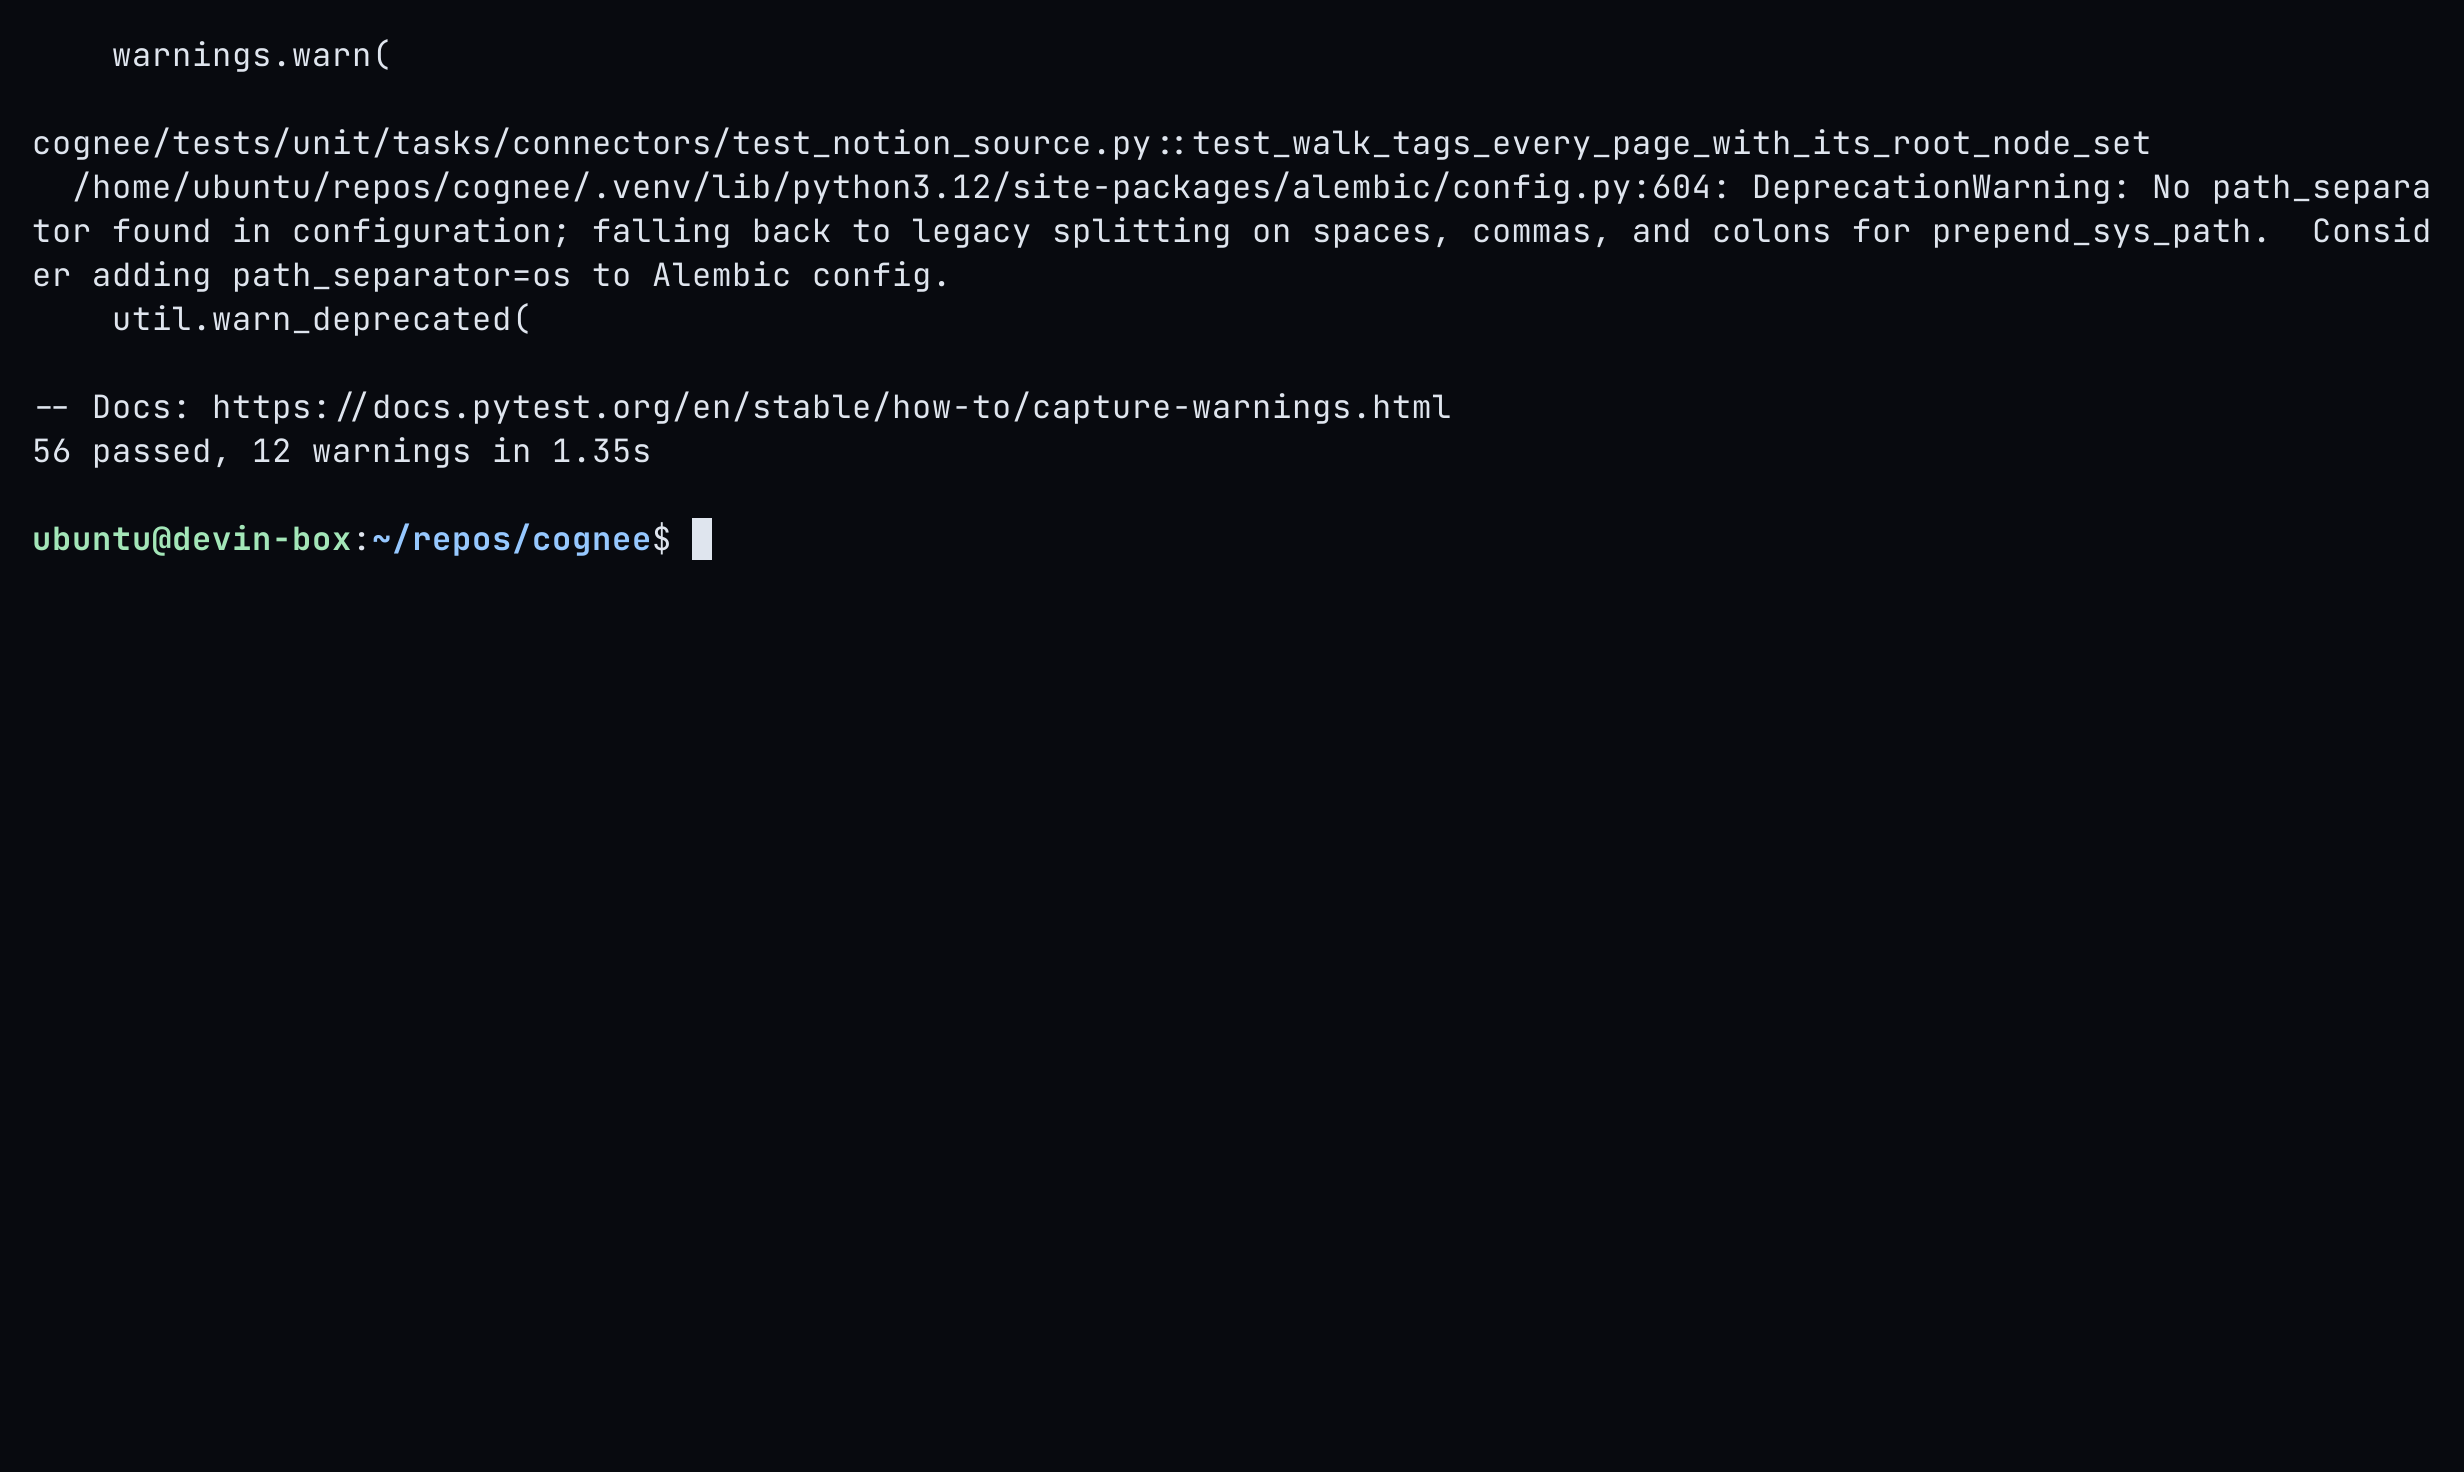 warnings.warn(
cognee/tests/unit/tasks/connectors/test_notion_source.py::test_walk_tags_every_page_with_its_root_node_set
/home/ubuntu/repos/cognee/.venv/lib/python3.12/site-packages/alembic/config.py:604: DeprecationWarning: No path_separa
tor found in configuration; falling back to legacy splitting on spaces, commas, and colons for prepend_sys_path.  Consid
er adding path_separator=os to Alembic config.
util.warn_deprecated(
-- Docs: https://docs.pytest.org/en/stable/how-to/capture-warnings.html
56 passed, 12 warnings in 1.35s
ubuntu@devin-box:~/repos/cognee$